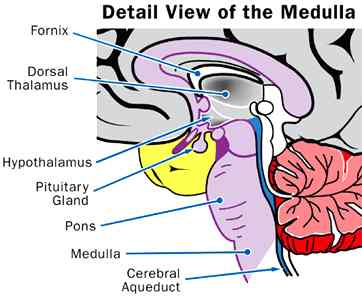 Detail View of the Medulla
Fornix
Dorsal
Thalamus
Hypothalamus
Pituitary
Gland
Pons
Medulla
Cerebral
Aqueduct